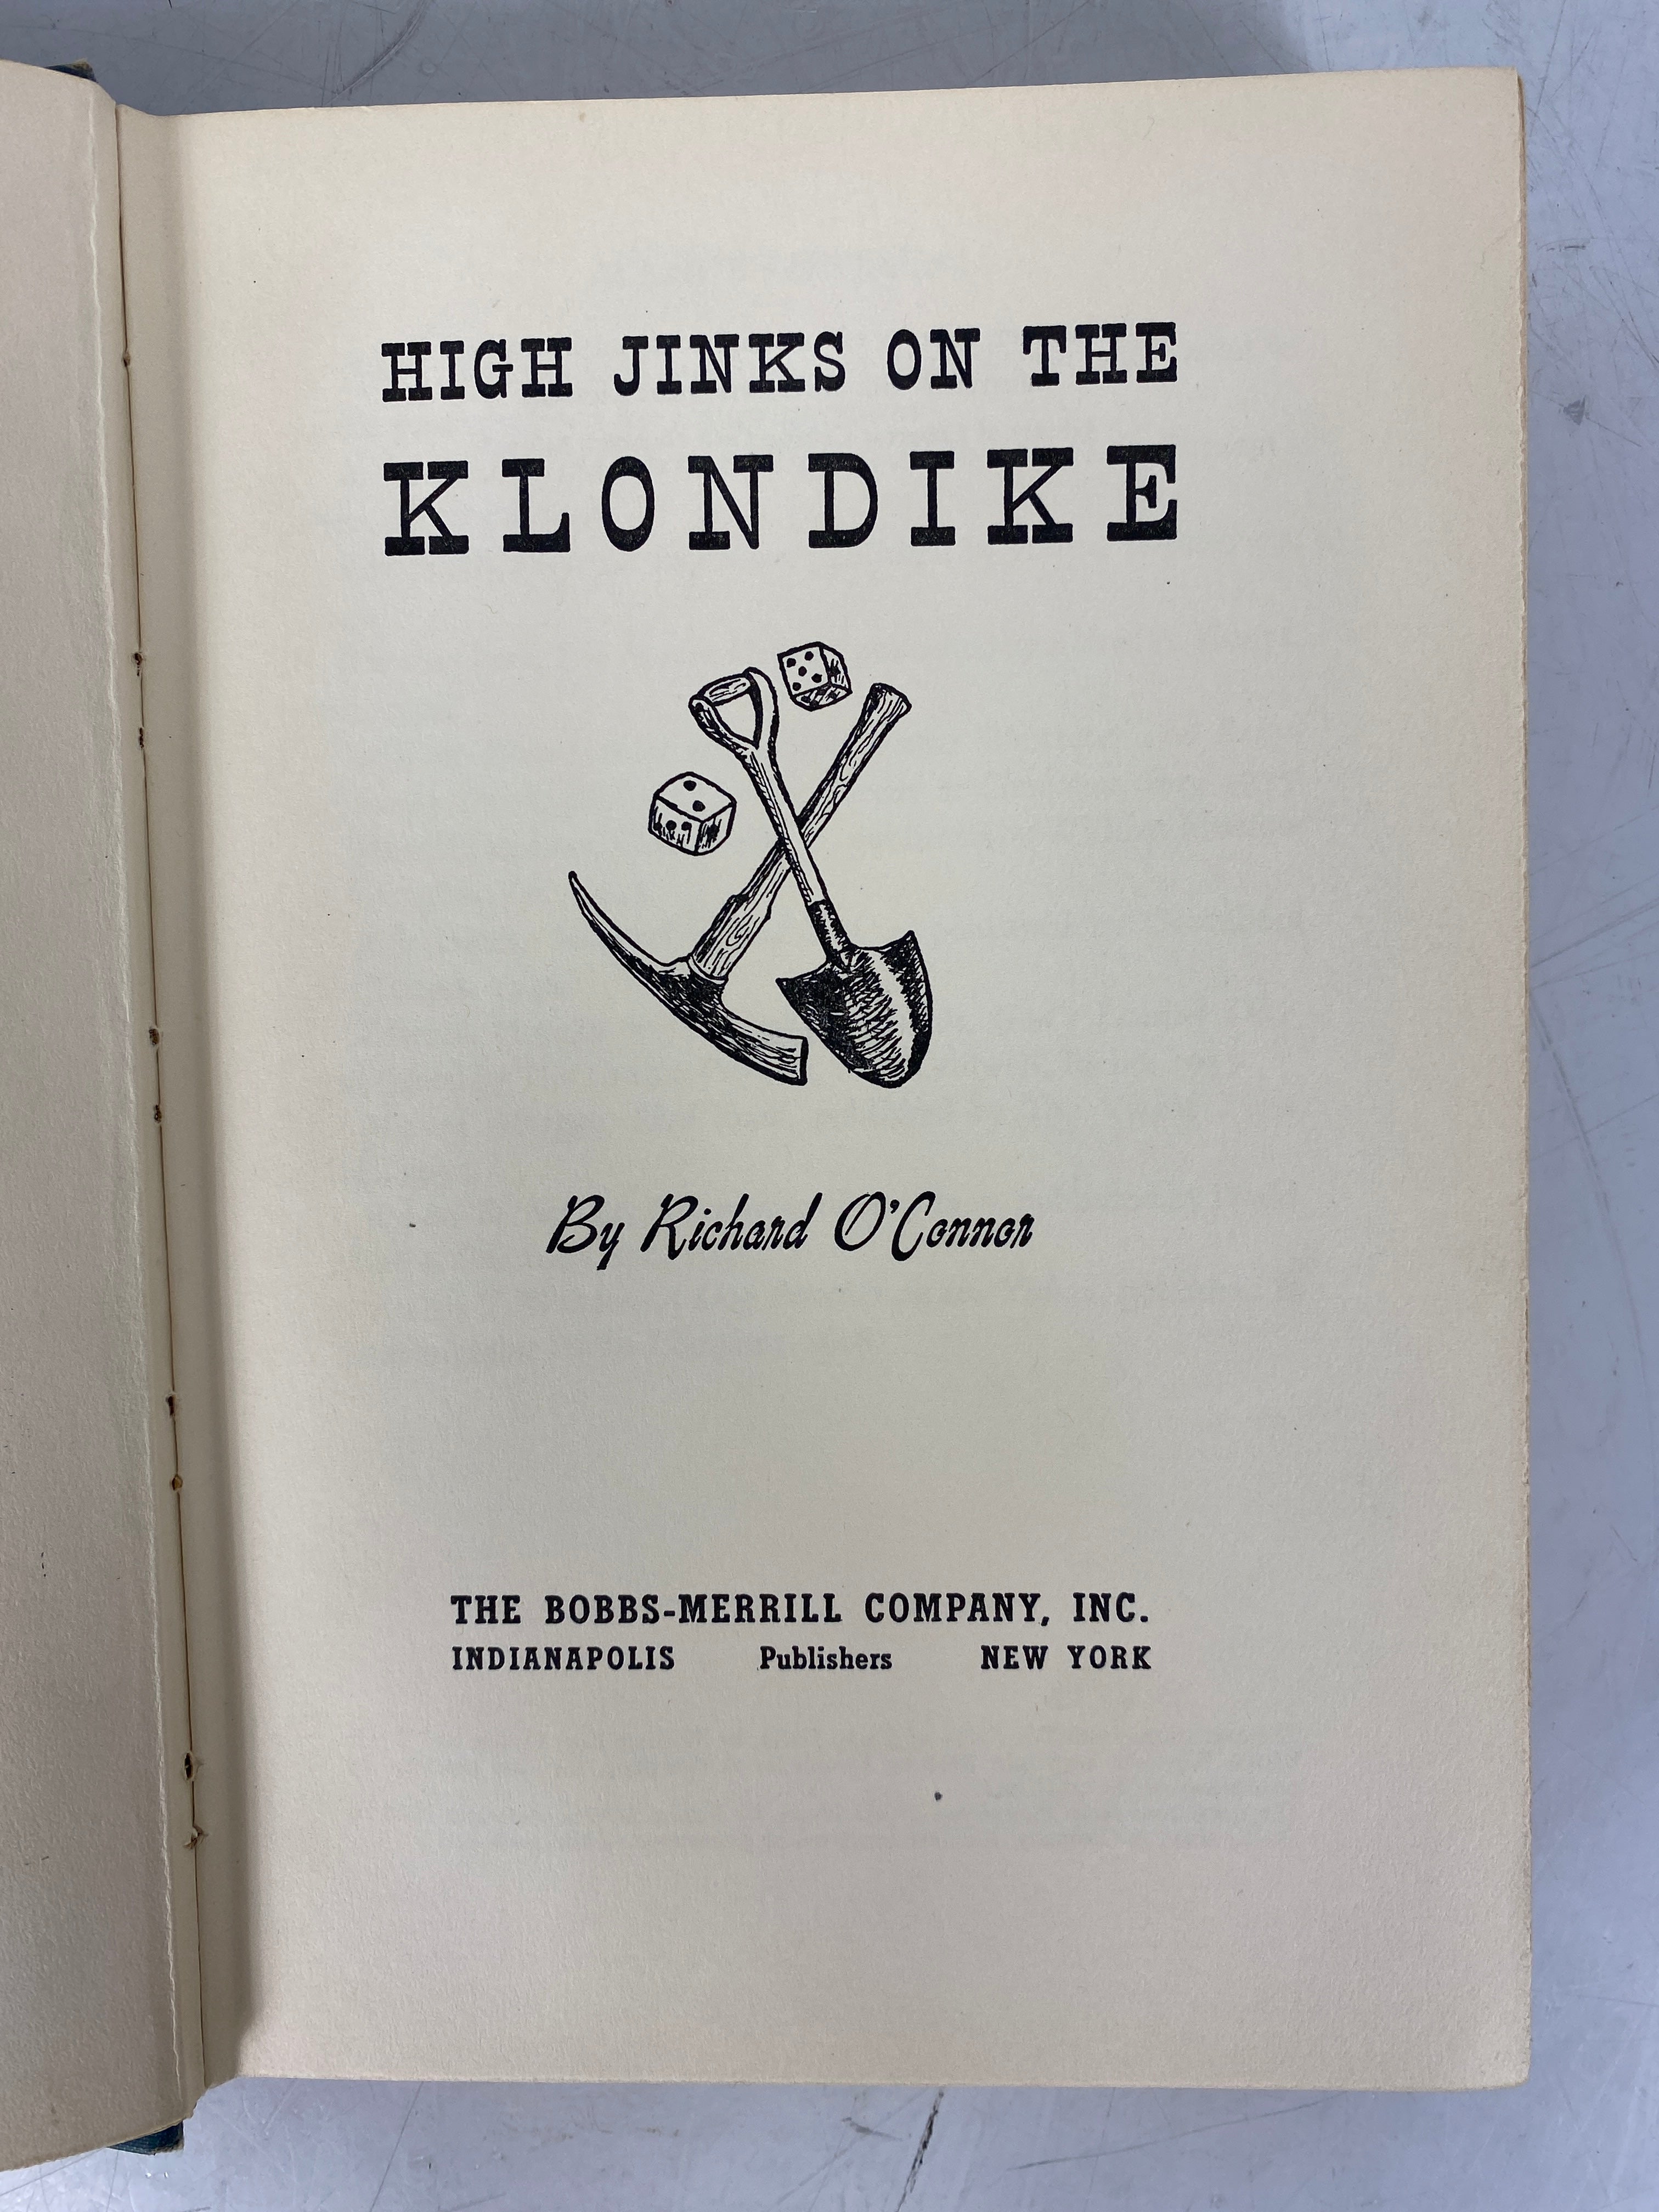 HIGH JINKS ON THE
KLONDIKE
By Richard O'Connor
THE BOBBS-MERRILL COMPANY, INC.
INDIANAPOLIS Publishers NEW YORK